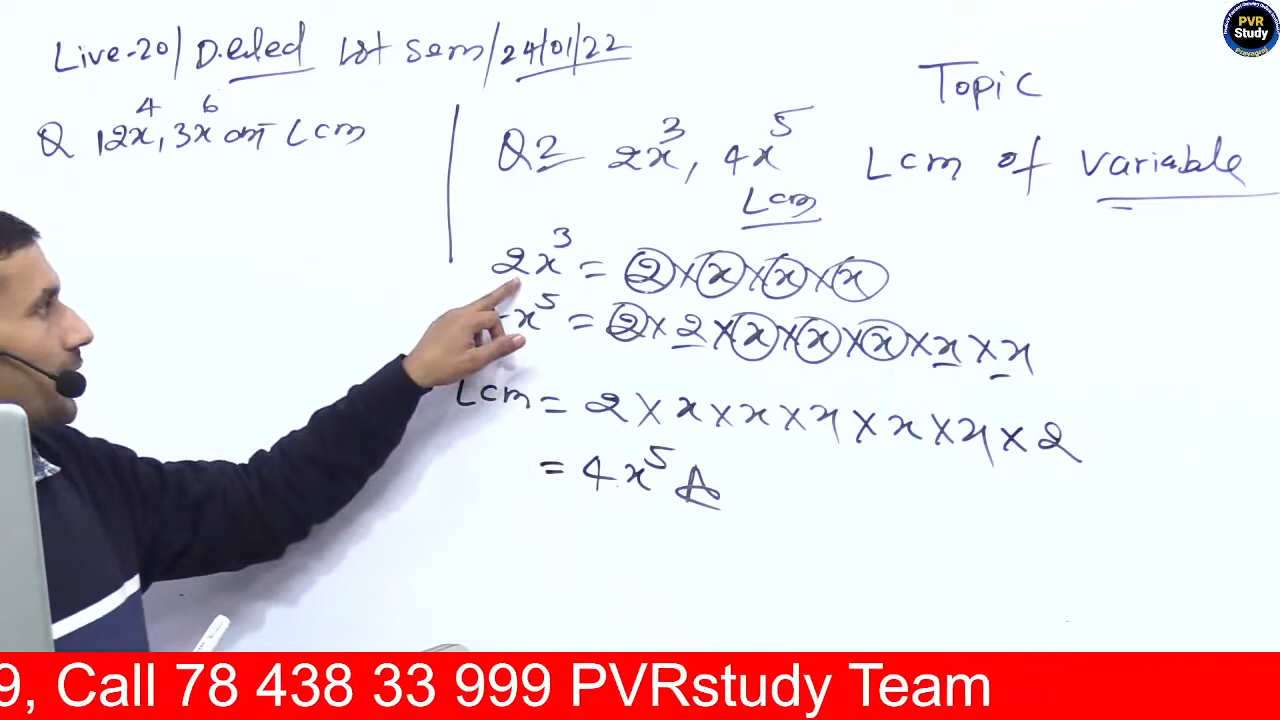 Live-20/ D.el.ed 1st Sem/24/01/22
Q 12x⁴, 3x⁶ का Lcm
Q2 2x³, 4x⁵
Lcm
Topic
Lcm of variable
2x³ = 2 × x × x × x
x⁵ = 2 × 2 × x × x × x × x × x
Lcm = 2 × x × x × x × x × x × 2
= 4x⁵ A
PVR
Study
Prayagraj
9, Call 78 438 33 999 PVRstudy Team